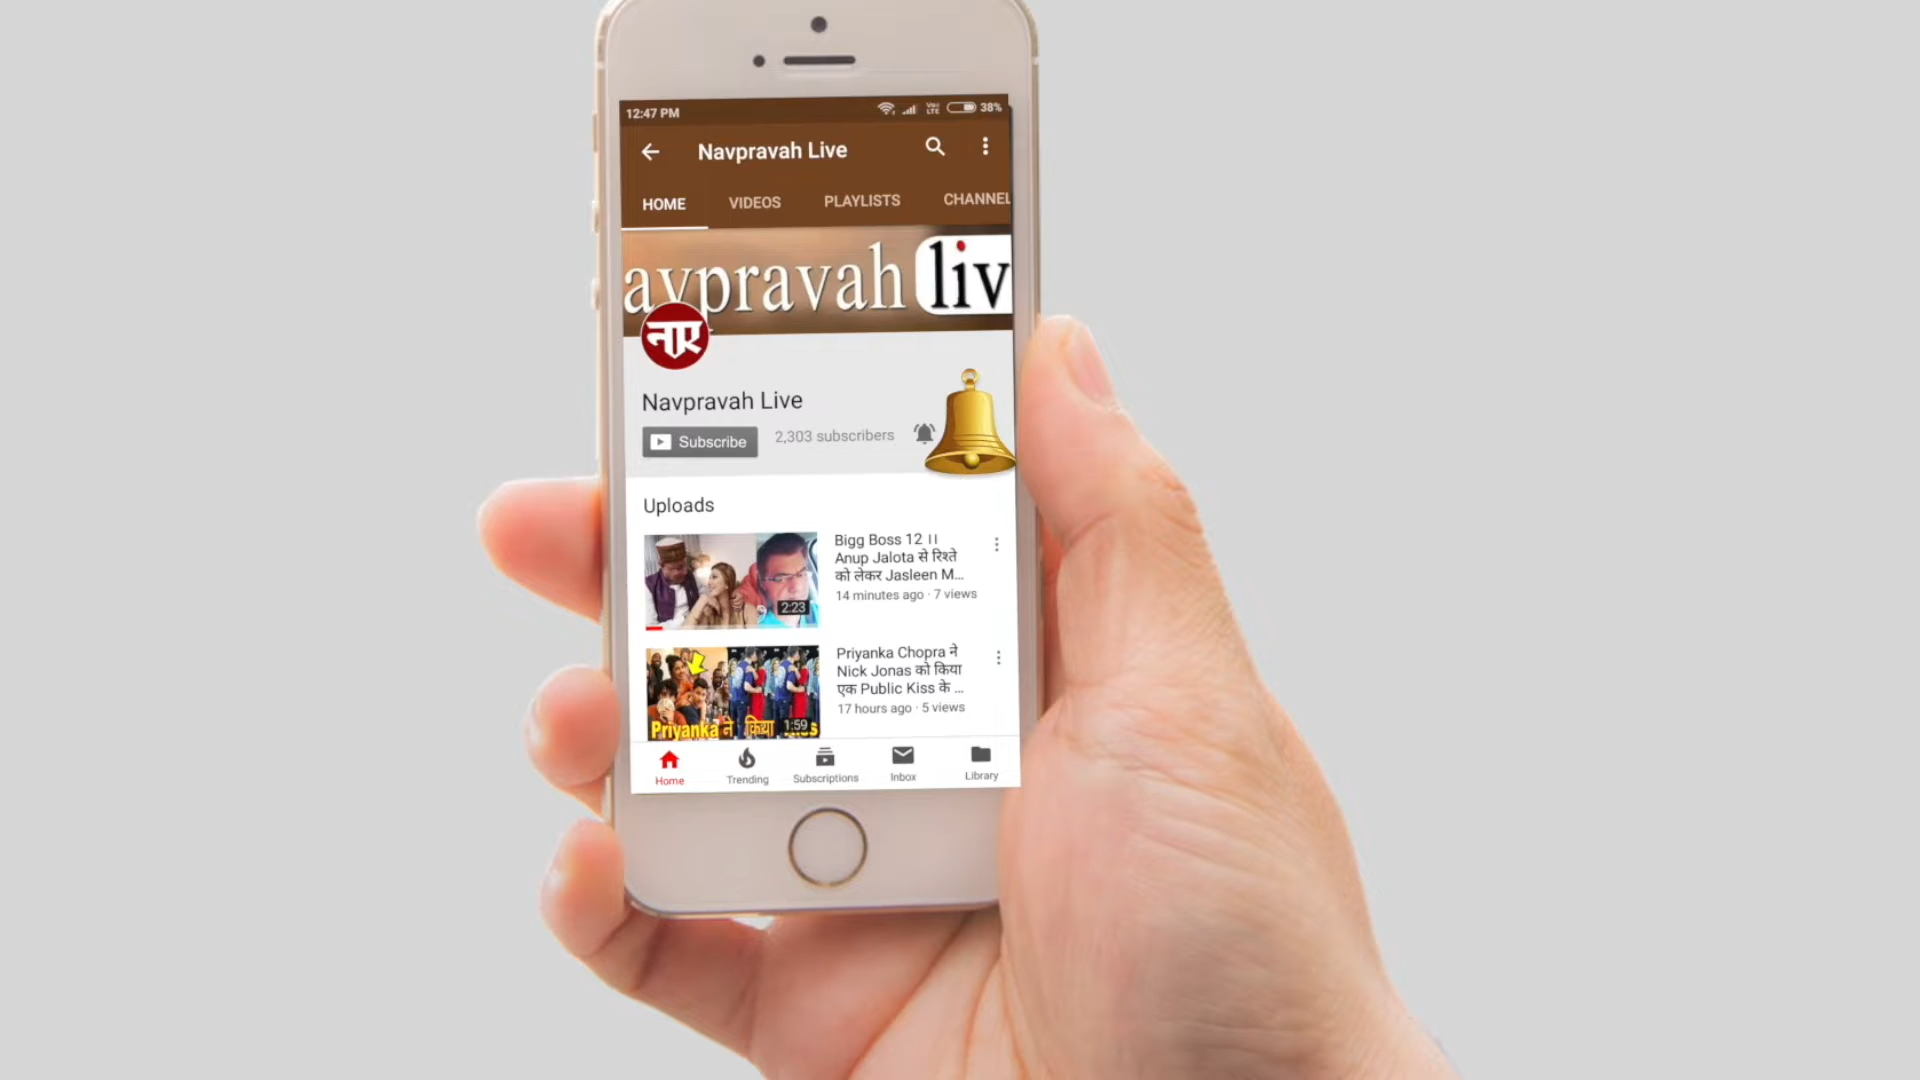 12:47 PM
38%
Navpravah Live
HOME VIDEOS PLAYLISTS CHANNEL
avpravah liv
नए
Navpravah Live
Subscribe 2,303 subscribers
Uploads
Bigg Boss 12 ।।
Anup Jalota से रिश्ते
को लेकर Jasleen M...
14 minutes ago · 7 views
2:23
Priyanka Chopra ने
Nick Jonas को किया
एक Public Kiss के ...
17 hours ago · 5 views
Priyanka ने किया
1:59
Home Trending Subscriptions Inbox Library